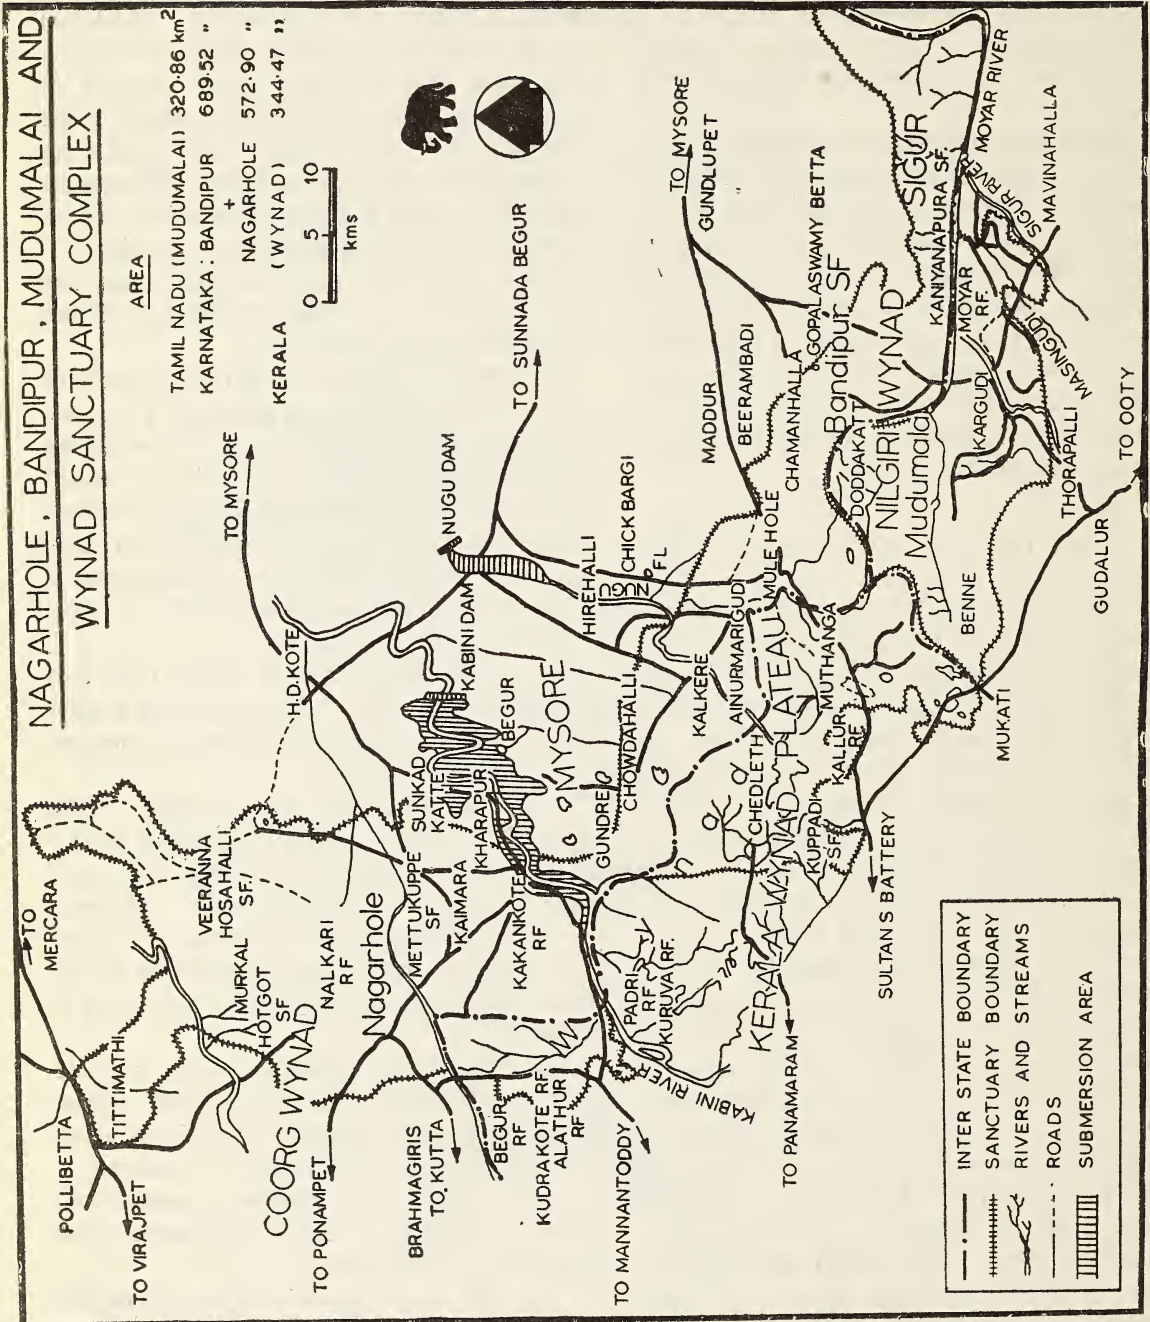 NAGARHOLE, BANDIPUR, MUDUMALAI AND
WYNAD SANCTUARY COMPLEX
AREA
TAMIL NADU (MUDUMALAI) 320·86 km²
KARNATAKA: BANDIPUR 689·52 "
+
NAGARHOLE 572·90 "
KERALA (WYNAD) 344·47 "
0 5 10
kms
TO MERCARA
POLLIBETTA
TITTIMATHI
TO VIRAJPET
VEERANNA
HOSAHALLI
SF.
MURKAL
HOTGOT
SF
NALKARI
RF
COORG WYNAD
Nagarhole
TO PONAMPET
BRAHMAGIRIS
TO KUTTA
TO MYSORE
H.D.KOTE
SUNKAD
KATTE
METTUKUPPE
SF
KAIMARA
KHARAPUR
KAKANKOTE
RF
BEGUR
RF
KUDRAKOTE RF.
ALATHUR
RF
TO MANNANTODDY
NUGU DAM
KABINI DAM
BEGUR
MYSORE
GUNDRE
TO SUNNADA BEGUR
HIREHALLI
NUGU
CHICK BARGI
FL
CHOWDAHALLI
KALKERE
AINURMARIGUDI
PADRI
RF
KURUVA RF.
KABINI RIVER
TO MYSORE
GUNDLUPET
MADDUR
BEERAMBADI
CHAMANHALLA
GOPALASWAMY BETTA
Bandipur SF
MULE HOLE
DODDAKATTI
NILGIRI WYNAD
Mudumalai
CHEDLETH
KERALA WYNAD PLATEAU
MUTHANGA
KALLUR
RF
KUPPADI
SF
TO PANAMARAM
SULTANS BATTERY
BENNE
MUKATI
SIGUR
KANIYANAPURA SF.
MOYAR RIVER
SIGUR RIVER
MAVINAHALLA
MOYAR
RF.
MASINGUDI
KARGUDI
THORAPALLI
TO OOTY
GUDALUR
INTER STATE BOUNDARY
SANCTUARY BOUNDARY
RIVERS AND STREAMS
ROADS
SUBMERSION AREA